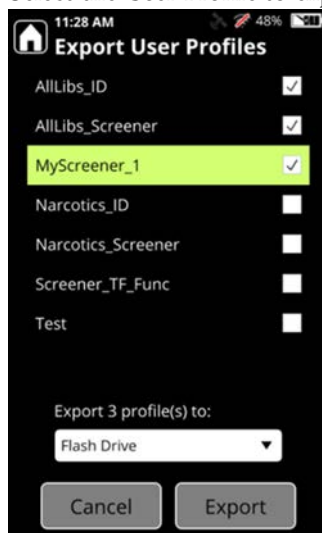 11:28 AM 48%
Export User Profiles
AllLibs_ID
AllLibs_Screener
MyScreener_1
Narcotics_ID
Narcotics_Screener
Screener_TF_Func
Test
Export 3 profile(s) to:
Flash Drive
Cancel Export